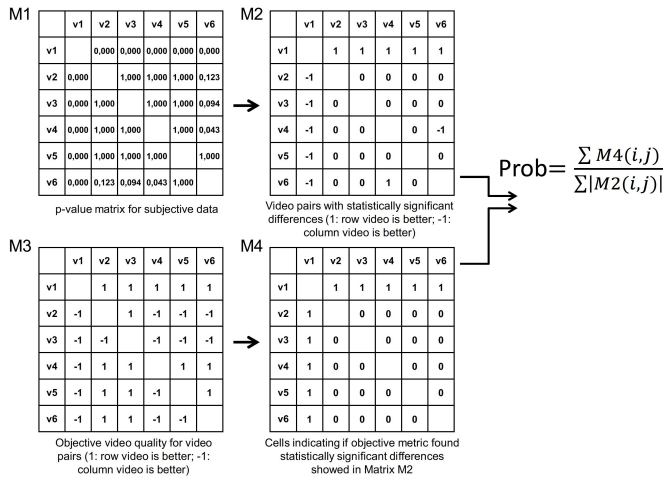 M1
v1 v2 v3 v4 v5 v6
v1 0,000 0,000 0,000 0,000 0,000
v2 0,000 1,000 1,000 1,000 0,123
v3 0,000 1,000 1,000 1,000 0,094
v4 0,000 1,000 1,000 1,000 0,043
v5 0,000 1,000 1,000 1,000 1,000
v6 0,000 0,123 0,094 0,043 1,000
p-value matrix for subjective data
M2
v1 v2 v3 v4 v5 v6
v1 1 1 1 1 1
v2 -1 0 0 0 0
v3 -1 0 0 0 0
v4 -1 0 0 0 -1
v5 -1 0 0 0 0
v6 -1 0 0 1 0
Video pairs with statistically significant
differences (1: row video is better; -1:
column video is better)
M3
v1 v2 v3 v4 v5 v6
v1 1 1 1 1 1
v2 -1 1 -1 -1 -1
v3 -1 -1 -1 -1 -1
v4 -1 1 1 1 1
v5 -1 1 1 -1 1
v6 -1 1 1 -1 -1
Objective video quality for video
pairs (1: row video is better; -1:
column video is better)
M4
v1 v2 v3 v4 v5 v6
v1 1 1 1 1 1
v2 1 0 0 0 0
v3 1 0 0 0 0
v4 1 0 0 0 0
v5 1 0 0 0 0
v6 1 0 0 0 0
Cells indicating if objective metric found
statistically significant differences
showed in Matrix M2
Prob= ∑ M4(i,j)
∑|M2(i,j)|